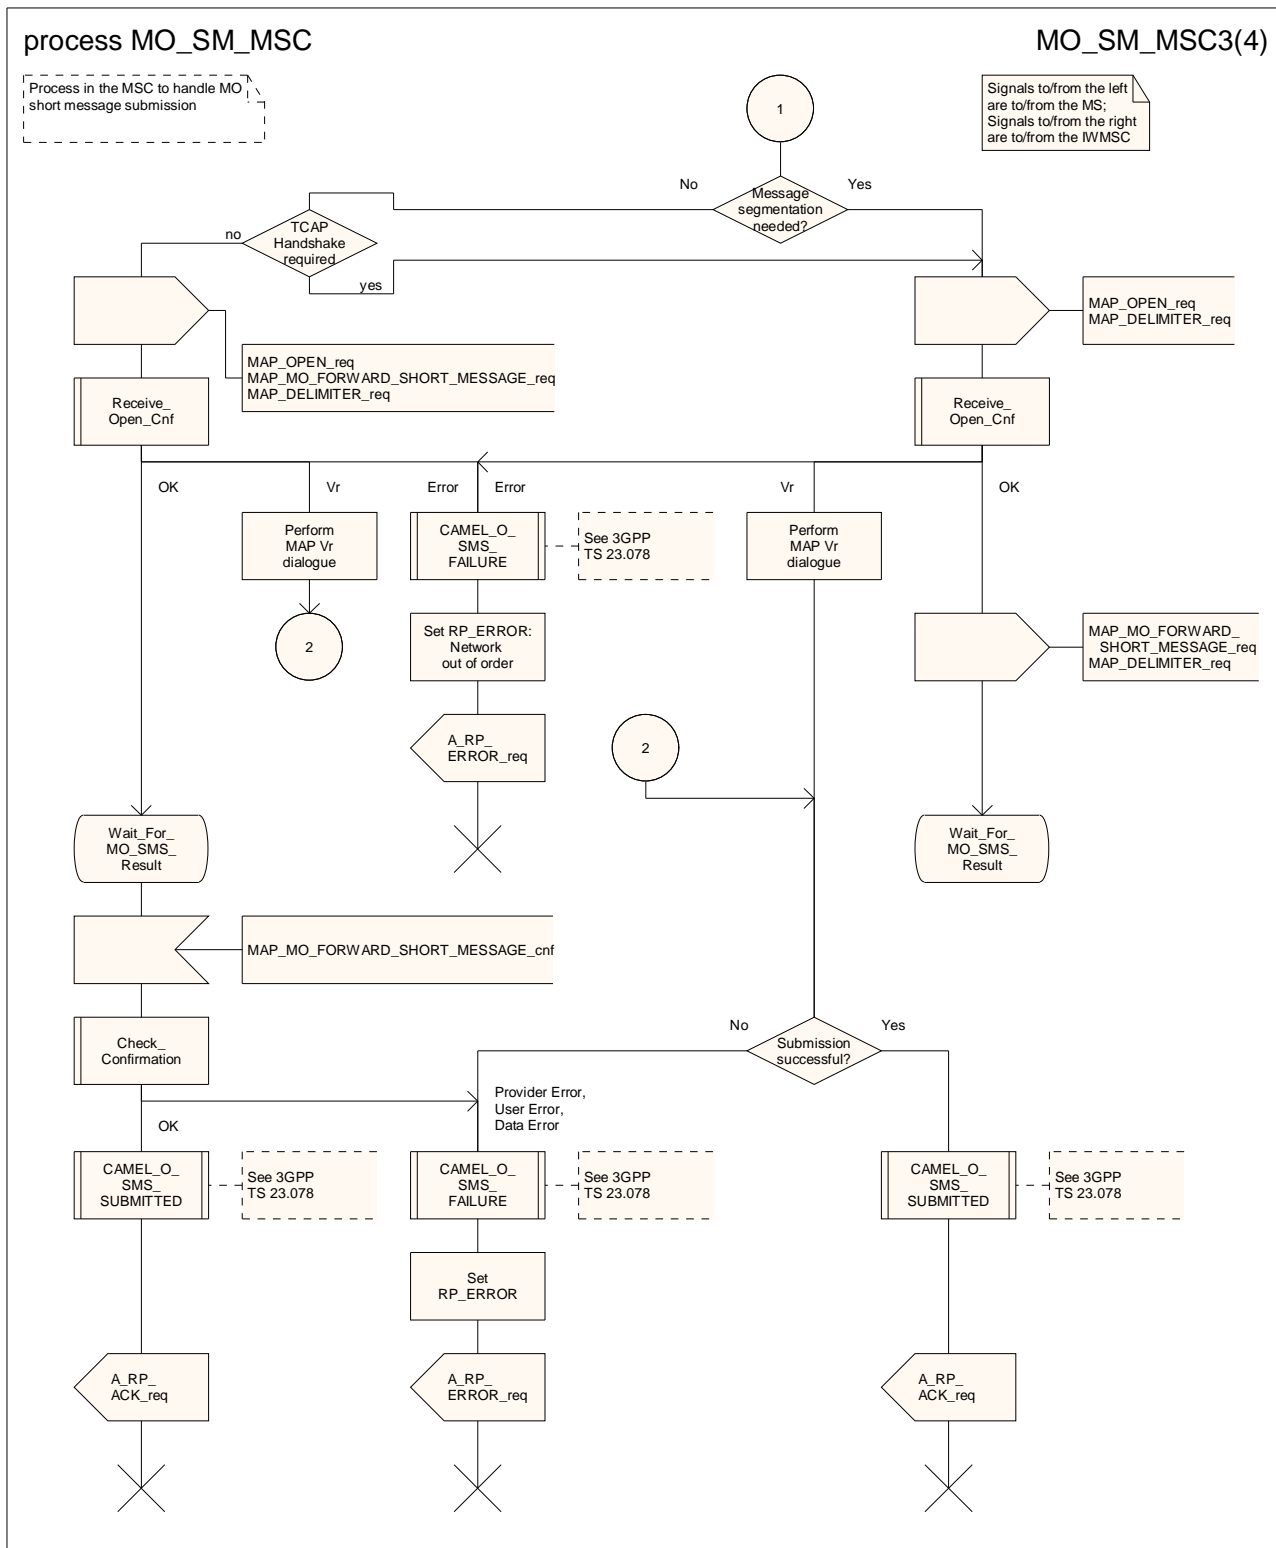 process MO_SM_MSC
MO_SM_MSC3(4)
Process in the MSC to handle MO
short message submission
1
Signals to/from the left
are to/from the MS;
Signals to/from the right
are to/from the IWMSC
No
Message
segmentation
needed?
Yes
no
TCAP
Handshake
required
yes
MAP_OPEN_req
MAP_DELIMITER_req
MAP_OPEN_req
MAP_MO_FORWARD_SHORT_MESSAGE_req
MAP_DELIMITER_req
Receive_
Open_Cnf
Receive_
Open_Cnf
OK
Vr
Error
Error
Vr
OK
Perform
MAP Vr
dialogue
CAMEL_O_
SMS_
FAILURE
See 3GPP
TS 23.078
Perform
MAP Vr
dialogue
2
Set RP_ERROR:
Network
out of order
MAP_MO_FORWARD_
SHORT_MESSAGE_req
MAP_DELIMITER_req
A_RP_
ERROR_req
2
Wait_For_
MO_SMS_
Result
Wait_For_
MO_SMS_
Result
MAP_MO_FORWARD_SHORT_MESSAGE_cnf
Check_
Confirmation
No
Submission
successful?
Yes
Provider Error,
User Error,
Data Error
OK
CAMEL_O_
SMS_
SUBMITTED
See 3GPP
TS 23.078
CAMEL_O_
SMS_
FAILURE
See 3GPP
TS 23.078
CAMEL_O_
SMS_
SUBMITTED
See 3GPP
TS 23.078
Set
RP_ERROR
A_RP_
ACK_req
A_RP_
ERROR_req
A_RP_
ACK_req